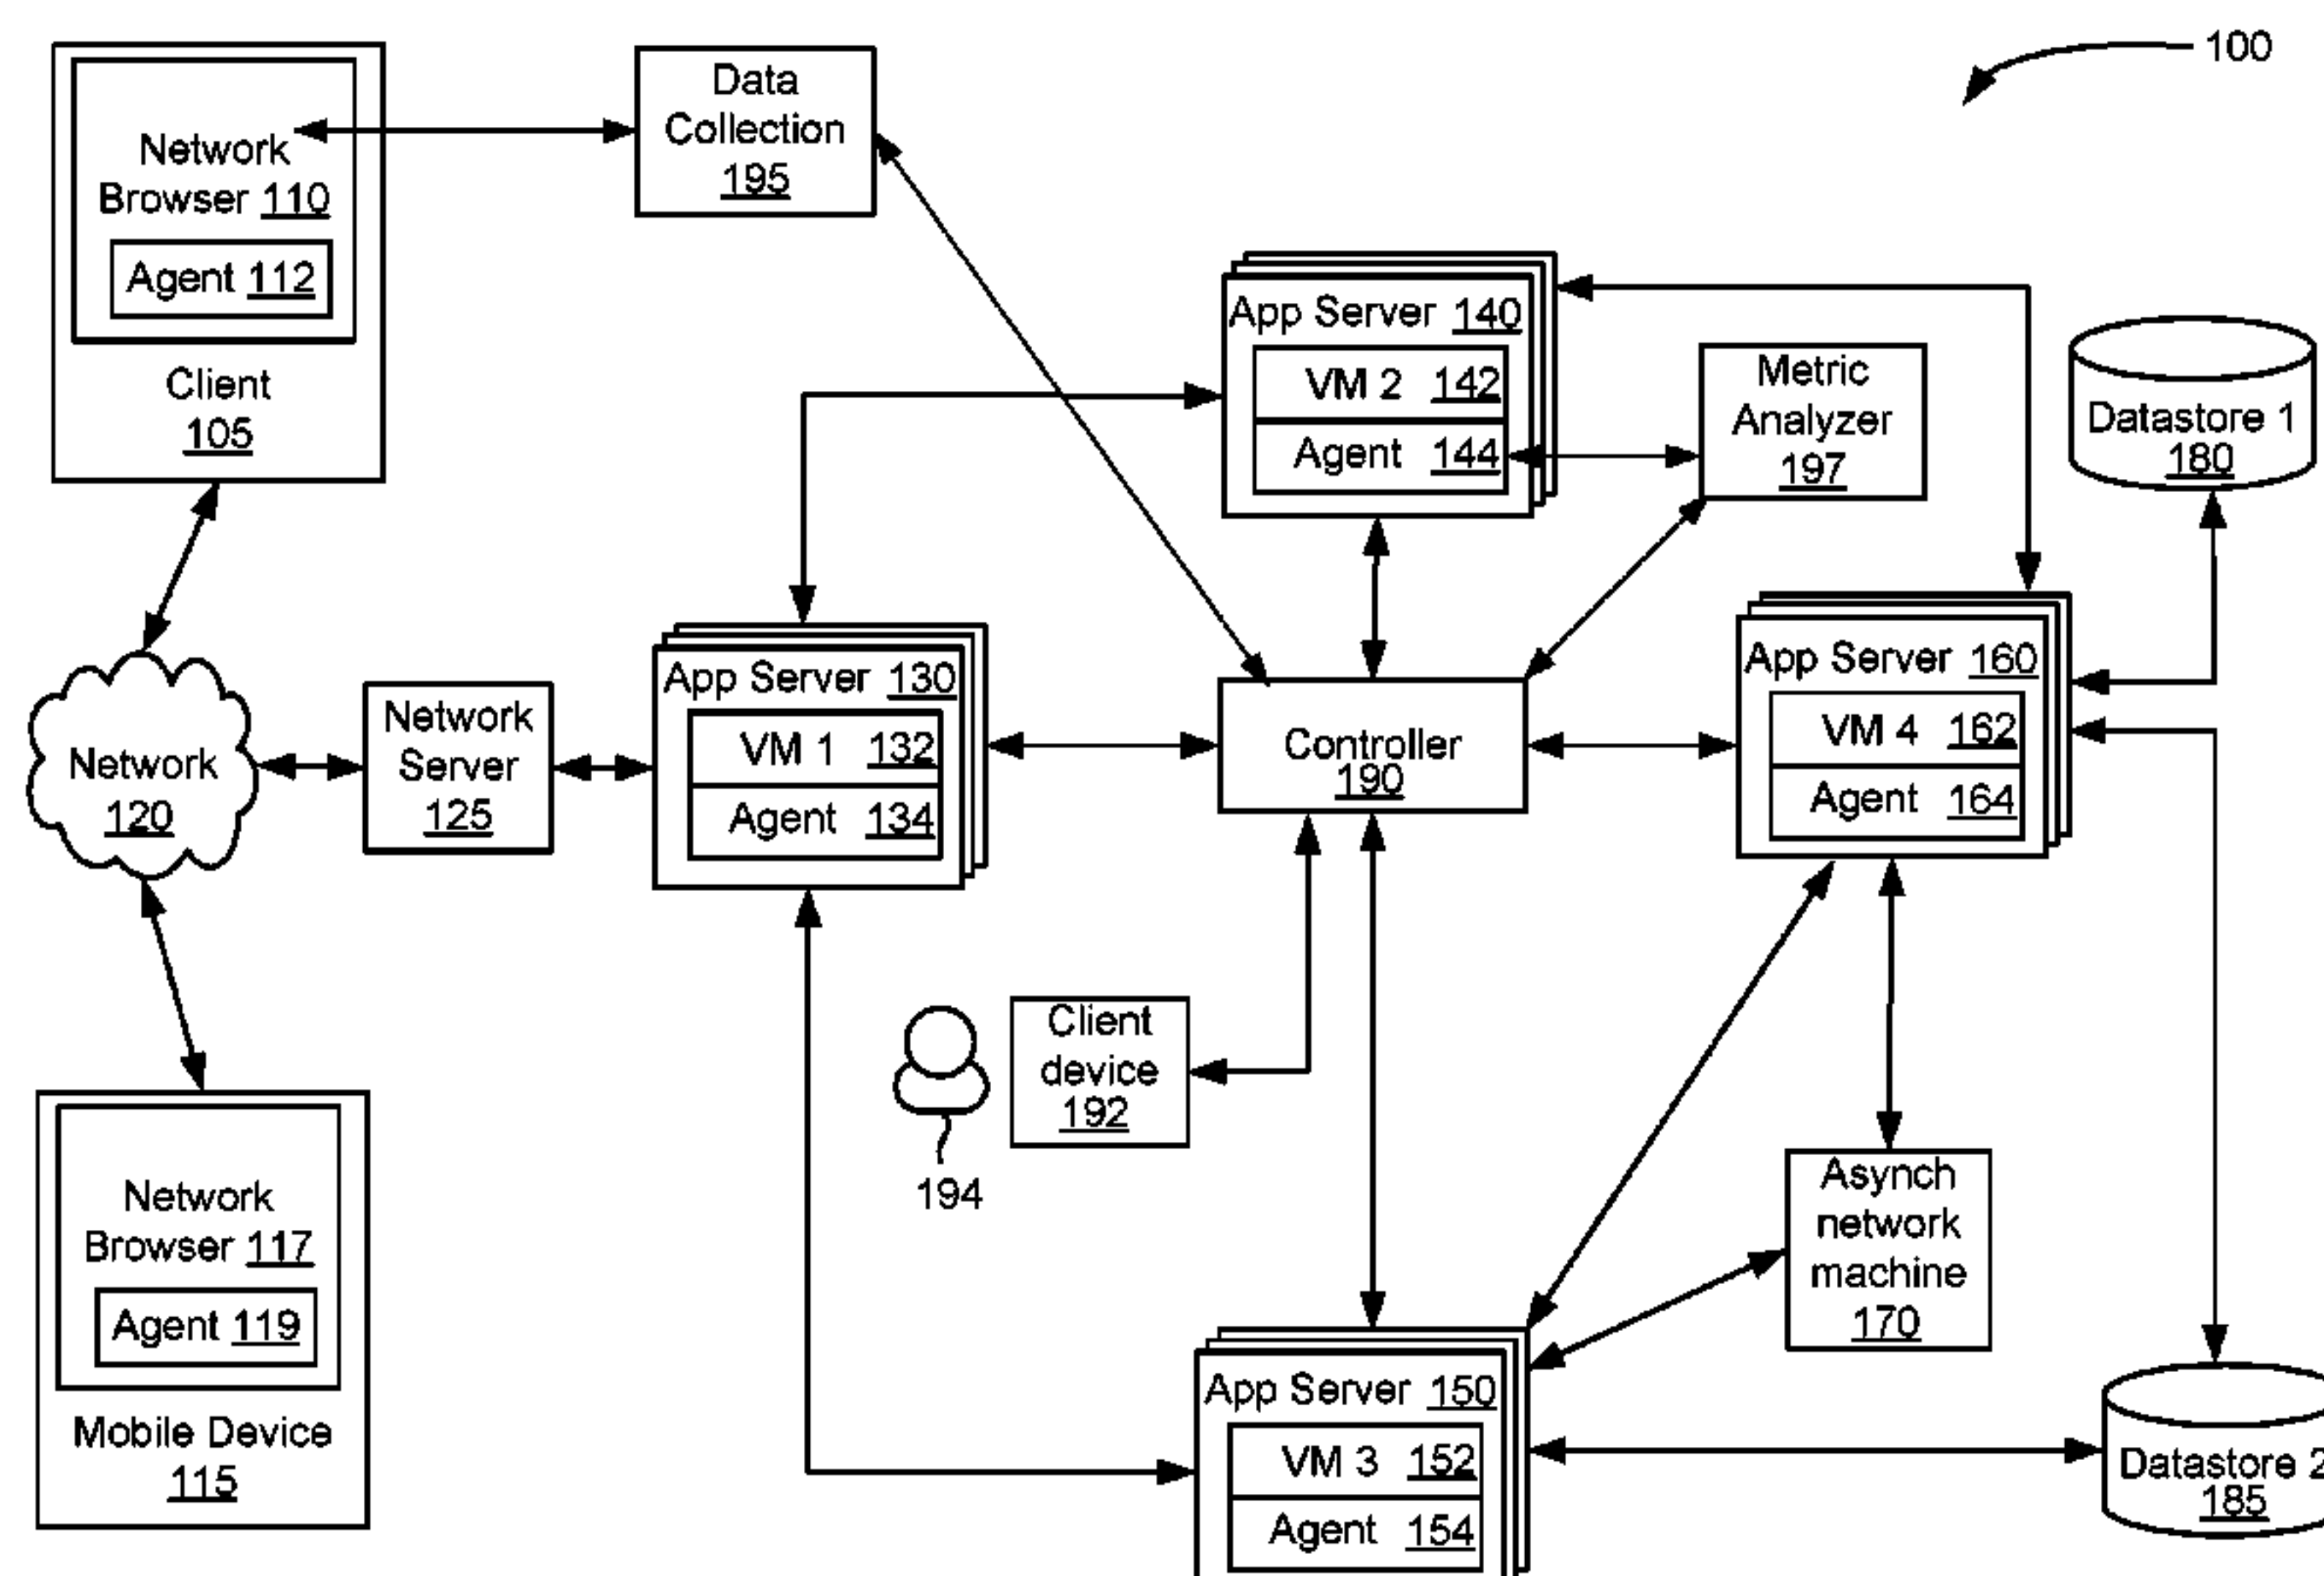 100
Network
Browser 110
Agent 112
Client
105
Data
Collection
195
App Server 140
VM 2 142
Agent 144
Metric
Analyzer
197
Datastore 1
180
Network
120
Network
Server
125
App Server 130
VM 1 132
Agent 134
Controller
190
App Server 160
VM 4 162
Agent 164
194
Client
device
192
Network
Browser 117
Agent 119
Mobile Device
115
App Server 150
VM 3 152
Agent 154
Asynch
network
machine
170
Datastore 2
185